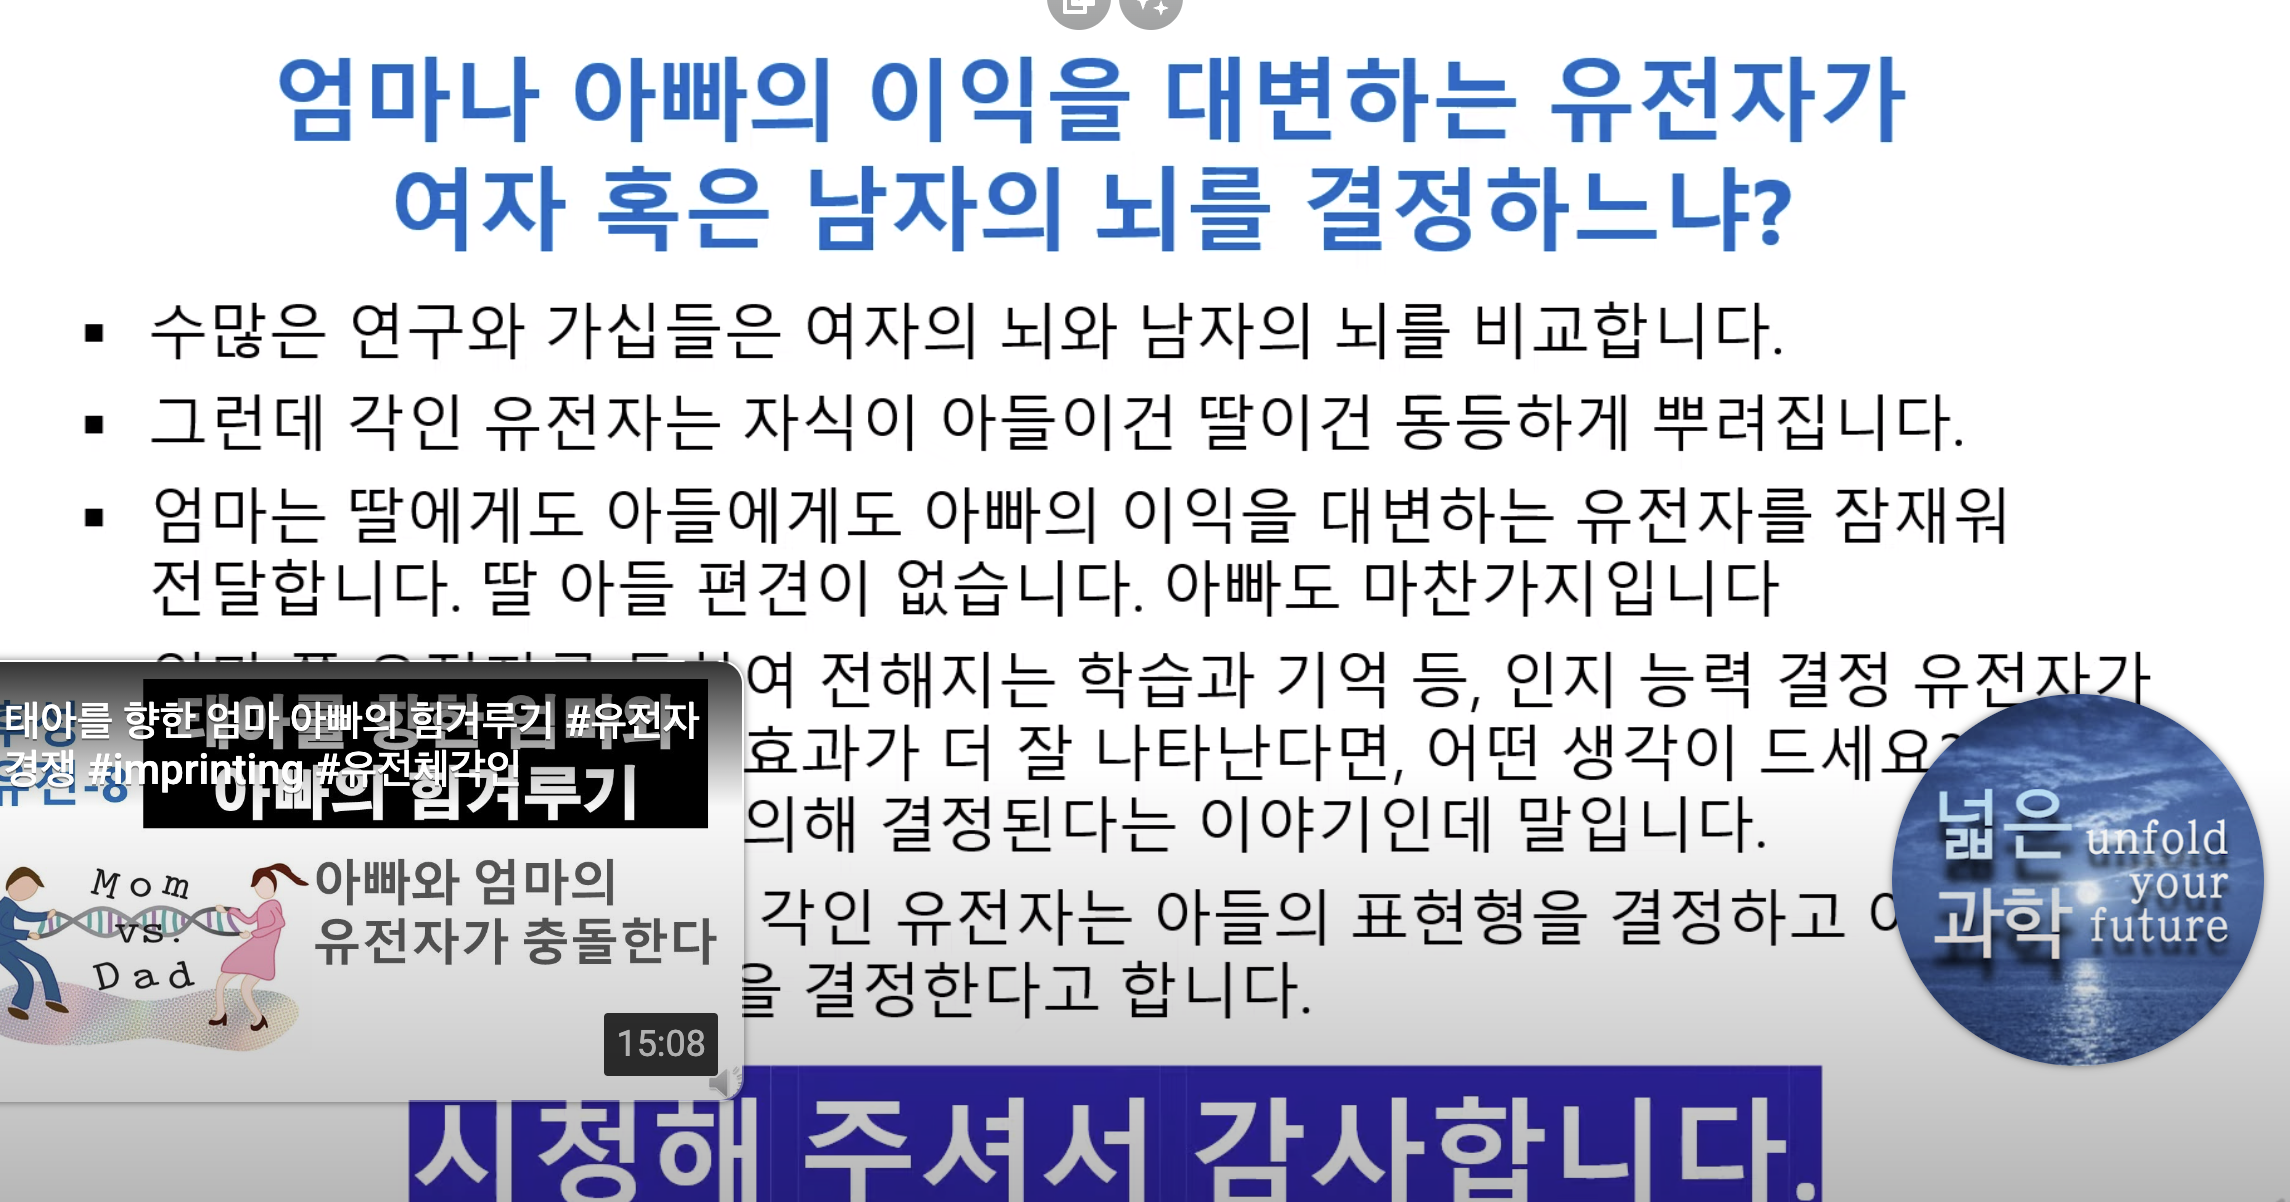 엄마나 아빠의 이익을 대변하는 유전자가
여자 혹은 남자의 뇌를 결정하느냐?
▪ 수많은 연구와 가십들은 여자의 뇌와 남자의 뇌를 비교합니다.
▪ 그런데 각인 유전자는 자식이 아들이건 딸이건 동등하게 뿌려집니다.
▪ 엄마는 딸에게도 아들에게도 아빠의 이익을 대변하는 유전자를 잠재워
전달합니다. 딸 아들 편견이 없습니다. 아빠도 마찬가지입니다
전해지는 학습과 기억 등, 인지 능력 결정 유전자가
효과가 더 잘 나타난다면, 어떤 생각이 드세요?
의해 결정된다는 이야기인데 말입니다.
각인 유전자는 아들의 표현형을 결정하고
을 결정한다고 합니다.
태아를 향한 엄마 아빠의 힘겨루기 #유전자
경쟁 #imprinting #유전체각인
태아를 향한 엄마와
아빠의 힘겨루기
유전-8
Mom
vs.
Dad
아빠와 엄마의
유전자가 충돌한다
15:08
넓은
과학
unfold
your
future
시청해 주셔서 감사합니다.